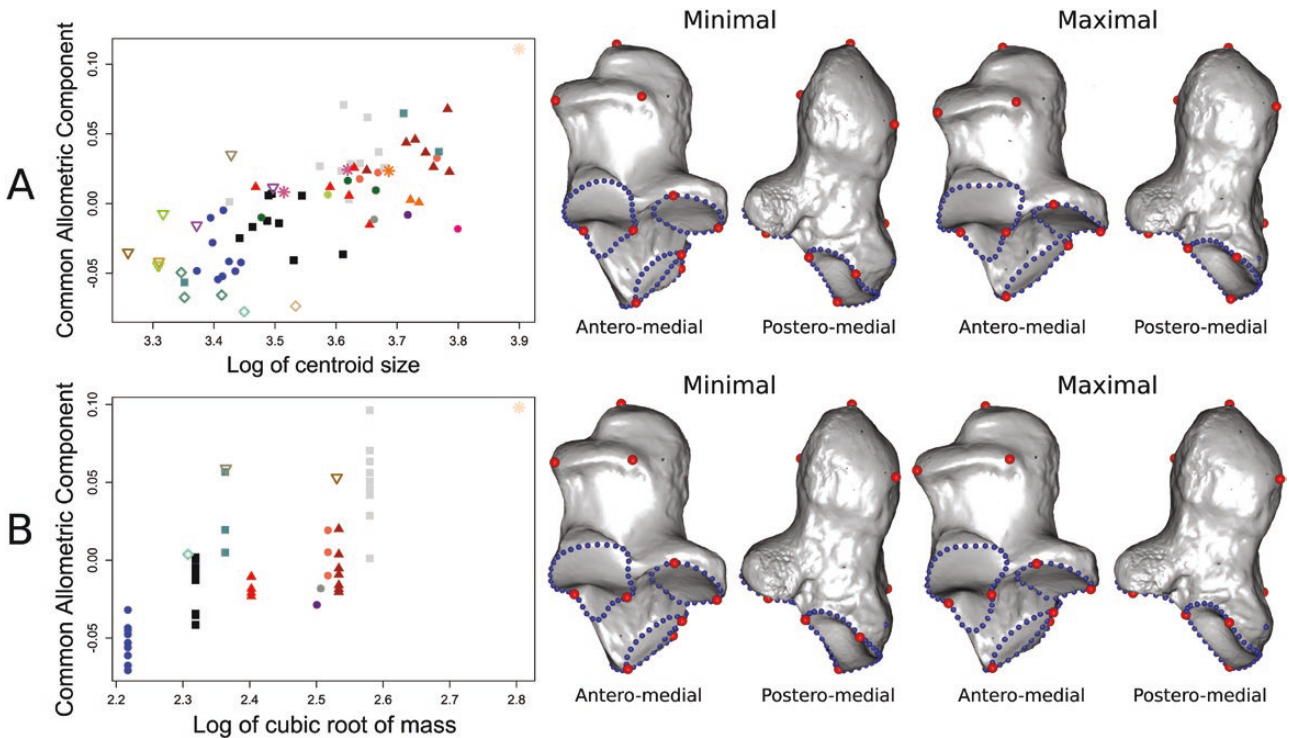 A
Common Allometric Component
0.10
0.05
0.00
-0.05
3.3 3.4 3.5 3.6 3.7 3.8 3.9
Log of centroid size
Minimal Maximal
Antero-medial Postero-medial Antero-medial Postero-medial
B
Common Allometric Component
0.10
0.05
0.00
-0.05
2.2 2.3 2.4 2.5 2.6 2.7 2.8
Log of cubic root of mass
Minimal Maximal
Antero-medial Postero-medial Antero-medial Postero-medial